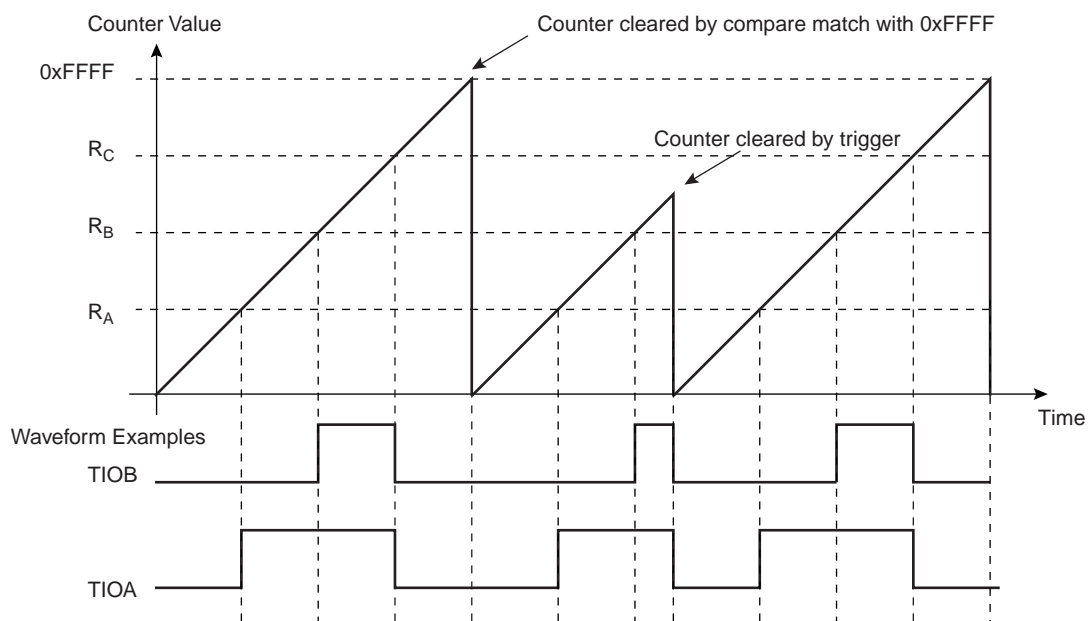 Counter Value
Counter cleared by compare match with 0xFFFF
0xFFFF
Counter cleared by trigger
RC
RB
RA
Time
Waveform Examples
TIOB
TIOA